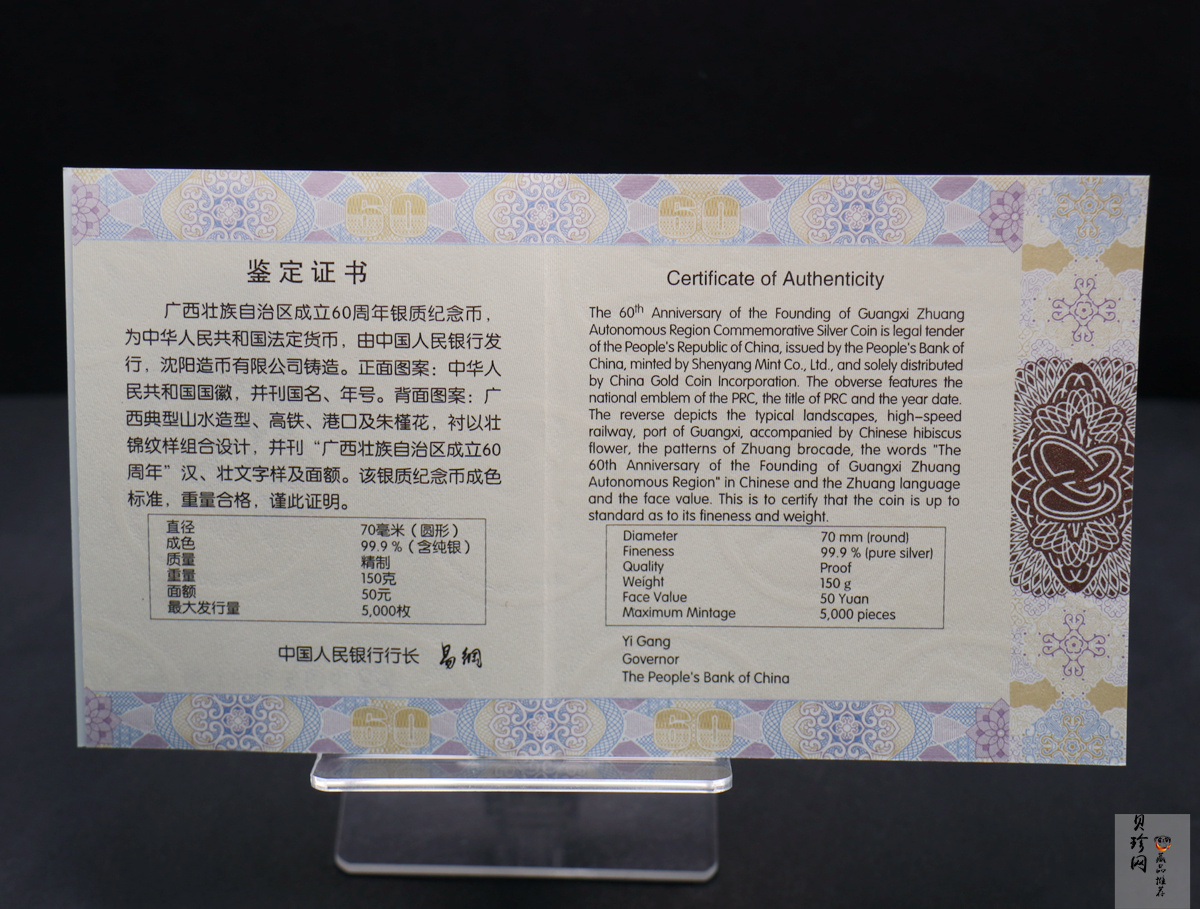 60
60
鉴定证书
广西壮族自治区成立60周年银质纪念币，
为中华人民共和国法定货币，由中国人民银行发
行，沈阳造币有限公司铸造。正面图案：中华人
民共和国国徽，并刊国名、年号。背面图案：广
西典型山水造型、高铁、港口及朱槿花，衬以壮
锦纹样组合设计，并刊“广西壮族自治区成立60
周年”汉、壮文字样及面额。该银质纪念币成色
标准，重量合格，谨此证明。
直径 70毫米（圆形）
成色 99.9％（含纯银）
质量 精制
重量 150克
面额 50元
最大发行量 5,000枚
中国人民银行行长 易纲
Certificate of Authenticity
The 60th Anniversary of the Founding of Guangxi Zhuang
Autonomous Region Commemorative Silver Coin is legal tender
of the People's Republic of China, issued by the People's Bank of
China, minted by Shenyang Mint Co., Ltd., and solely distributed
by China Gold Coin Incorporation. The obverse features the
national emblem of the PRC, the title of PRC and the year date.
The reverse depicts the typical landscapes, high-speed
railway, port of Guangxi, accompanied by Chinese hibiscus
flower, the patterns of Zhuang brocade, the words "The
60th Anniversary of the Founding of Guangxi Zhuang
Autonomous Region" in Chinese and the Zhuang language
and the face value. This is to certify that the coin is up to
standard as to its fineness and weight.
Diameter 70 mm (round)
Fineness 99.9 % (pure silver)
Quality Proof
Weight 150 g
Face Value 50 Yuan
Maximum Mintage 5,000 pieces
Yi Gang
Governor
The People's Bank of China
60
60
贝珍网
藏品推荐